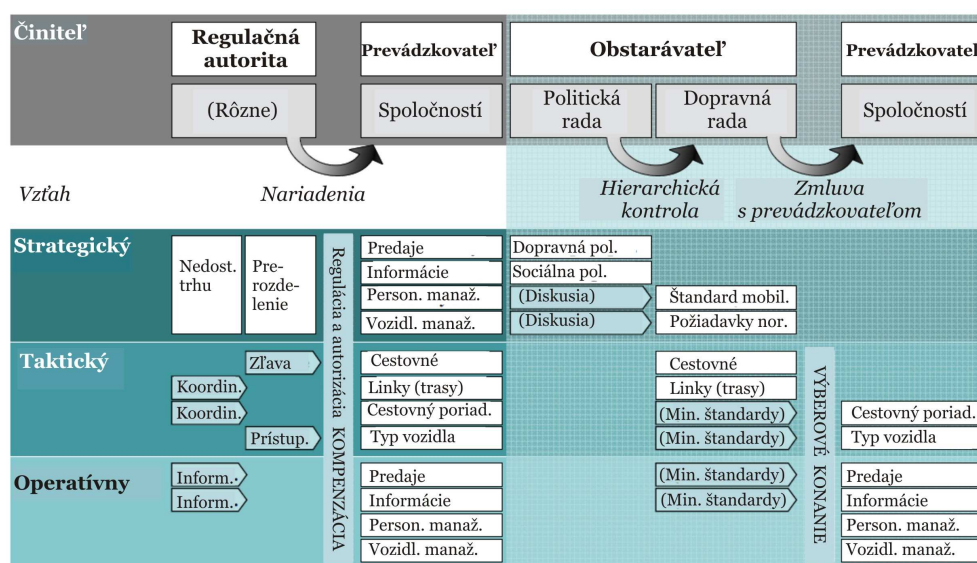 Činiteľ
Regulačná
autorita
Prevádzkovateľ
Obstarávateľ
Prevádzkovateľ
(Rôzne)
Spoločností
Politická
rada
Dopravná
rada
Spoločností
Vzťah
Nariadenia
Hierarchická
kontrola
Zmluva
s prevádzkovateľom
Strategický
Nedost.
trhu
Pre-
rozde-
lenie
Regulácia a autorizácia KOMPENZÁCIA
Predaje
Informácie
Person. manaž.
Vozidl. manaž.
Dopravná pol.
Sociálna pol.
(Diskusia)
(Diskusia)
Štandard mobil.
Požiadavky nor.
Taktický
Zľava
Koordin.
Koordin.
Prístup.
Cestovné
Linky (trasy)
Cestovný poriad.
Typ vozidla
Cestovné
Linky (trasy)
(Min. štandardy)
(Min. štandardy)
VÝBEROVÉ KONANIE
Cestovný poriad.
Typ vozidla
Operatívny
Inform.
Inform.
Predaje
Informácie
Person. manaž.
Vozidl. manaž.
(Min. štandardy)
(Min. štandardy)
Predaje
Informácie
Person. manaž.
Vozidl. manaž.